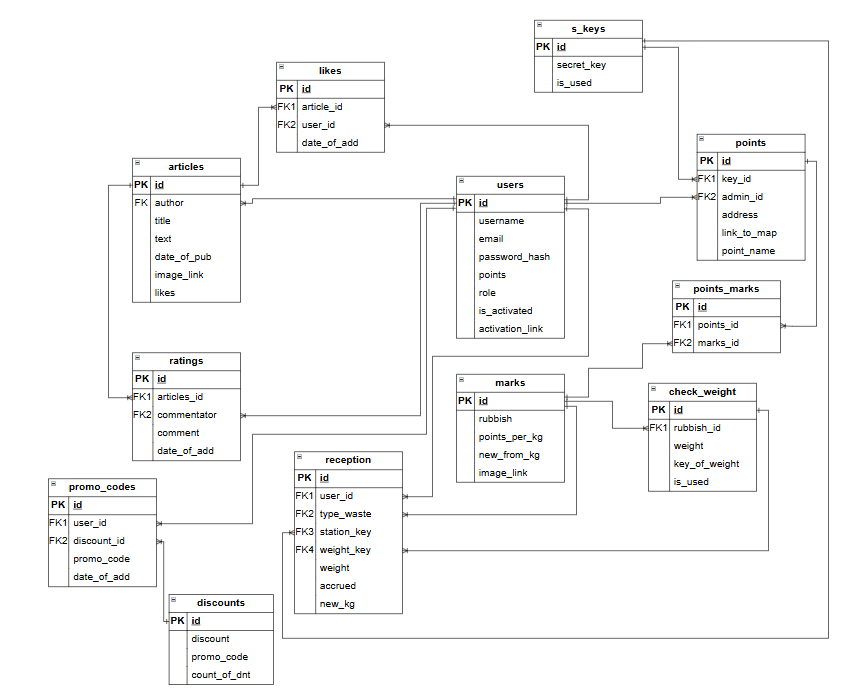 s_keys
PK id
secret_key
is_used
likes
PK id
FK1 article_id
FK2 user_id
date_of_add
points
PK id
FK1 key_id
FK2 admin_id
address
link_to_map
point_name
articles
PK id
FK author
title
text
date_of_pub
image_link
likes
users
PK id
username
email
password_hash
points
role
is_activated
activation_link
points_marks
PK id
FK1 points_id
FK2 marks_id
ratings
PK id
FK1 articles_id
FK2 commentator
comment
date_of_add
marks
PK id
rubbish
points_per_kg
new_from_kg
image_link
check_weight
PK id
FK1 rubbish_id
weight
key_of_weight
is_used
reception
PK id
FK1 user_id
FK2 type_waste
FK3 station_key
FK4 weight_key
weight
accrued
new_kg
promo_codes
PK id
FK1 user_id
FK2 discount_id
promo_code
date_of_add
discounts
PK id
discount
promo_code
count_of_dnt